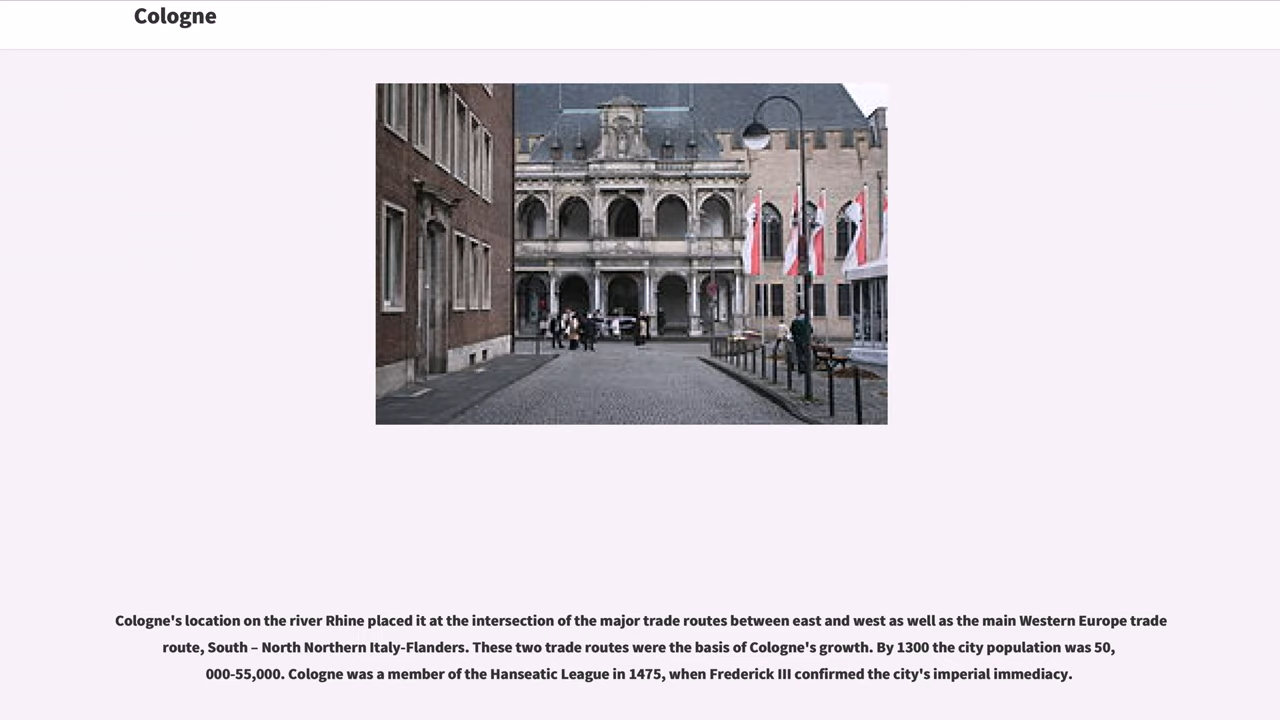 Cologne
Cologne's location on the river Rhine placed it at the intersection of the major trade routes between east and west as well as the main Western Europe trade
route, South – North Northern Italy-Flanders. These two trade routes were the basis of Cologne's growth. By 1300 the city population was 50,
000-55,000. Cologne was a member of the Hanseatic League in 1475, when Frederick III confirmed the city's imperial immediacy.